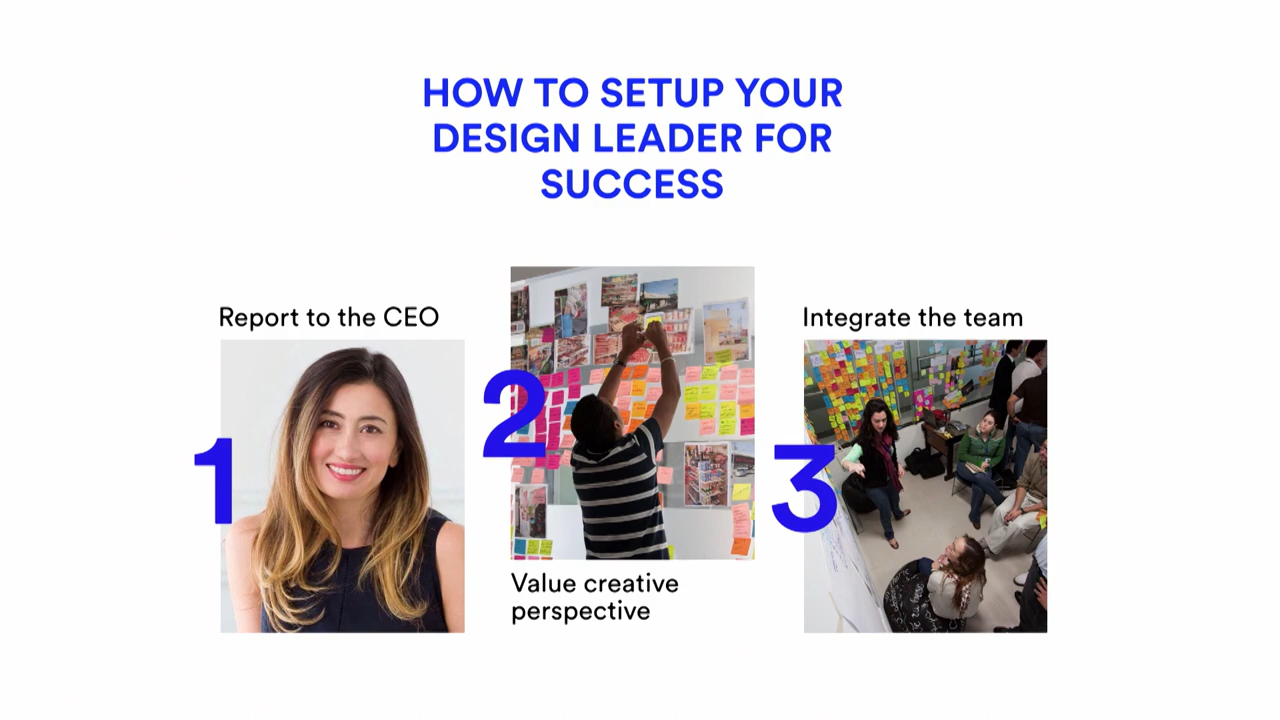 HOW TO SETUP YOUR
DESIGN LEADER FOR
SUCCESS
Report to the CEO
1
2
Value creative
perspective
Integrate the team
3